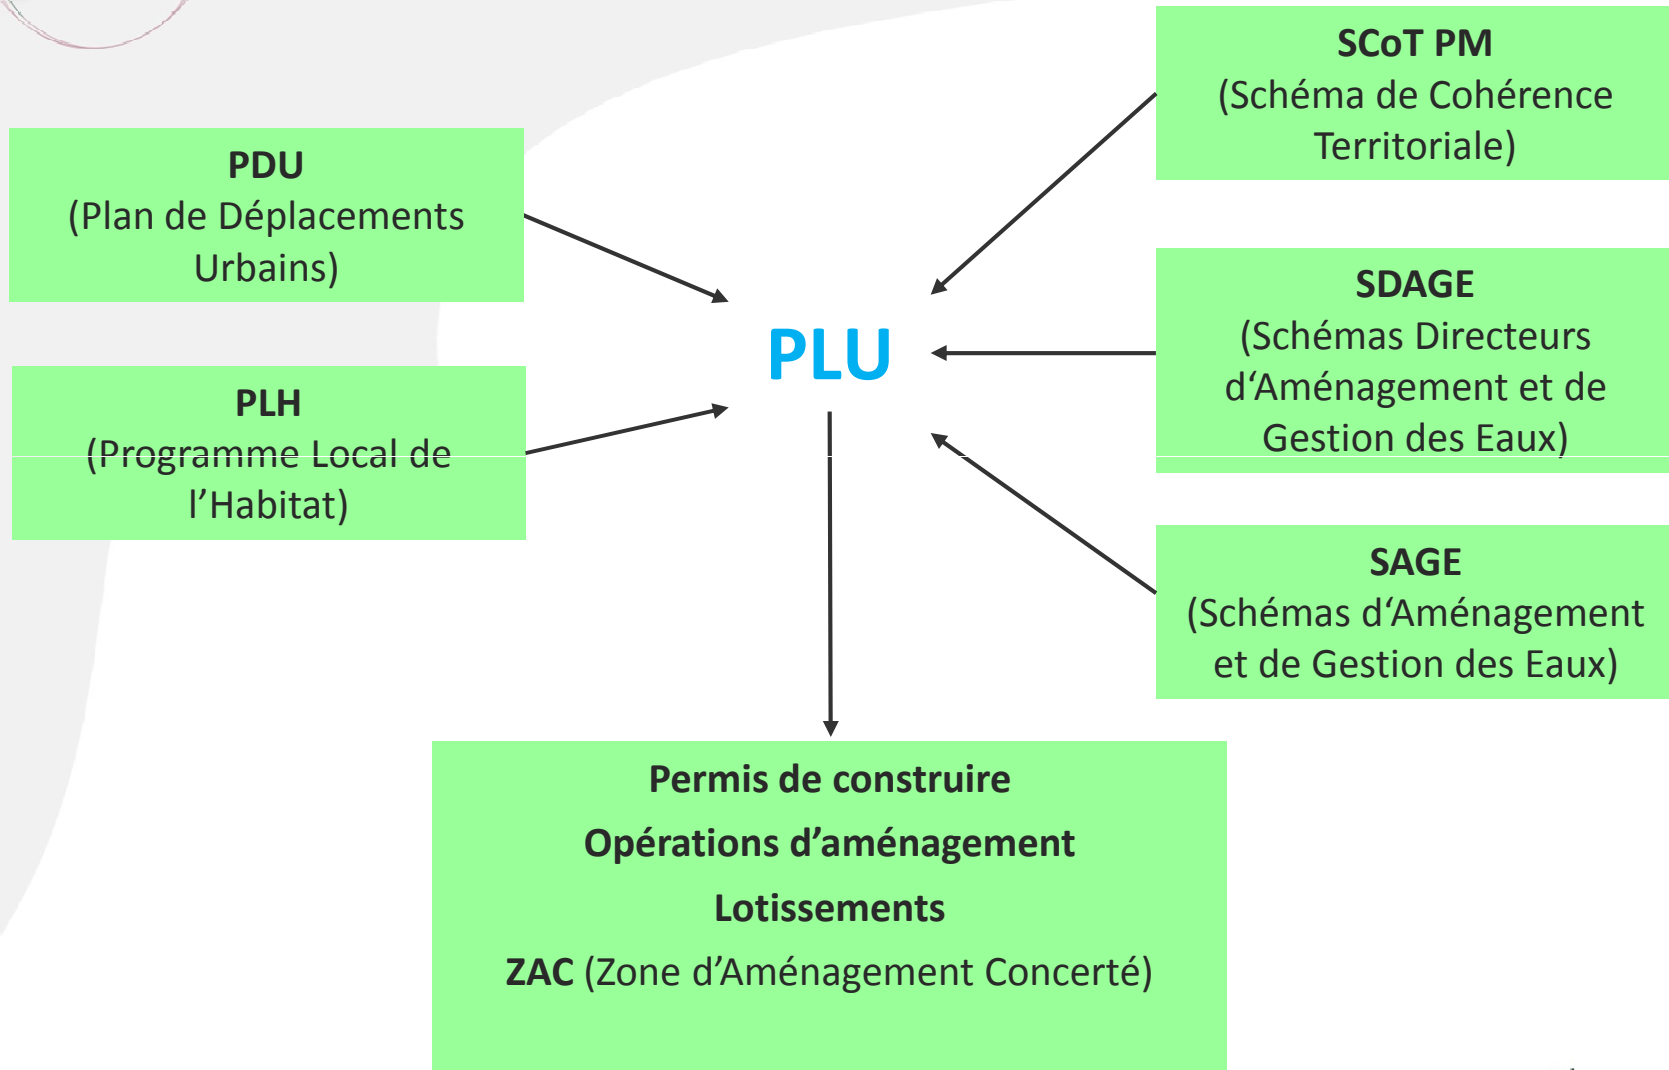 SCoT PM
(Schéma de Cohérence
Territoriale)
PDU
(Plan de Déplacements
Urbains)
SDAGE
(Schémas Directeurs
d‘Aménagement et de
Gestion des Eaux)
PLU
PLH
(Programme Local de
l’Habitat)
SAGE
(Schémas d‘Aménagement
et de Gestion des Eaux)
Permis de construire
Opérations d’aménagement
Lotissements
ZAC (Zone d’Aménagement Concerté)